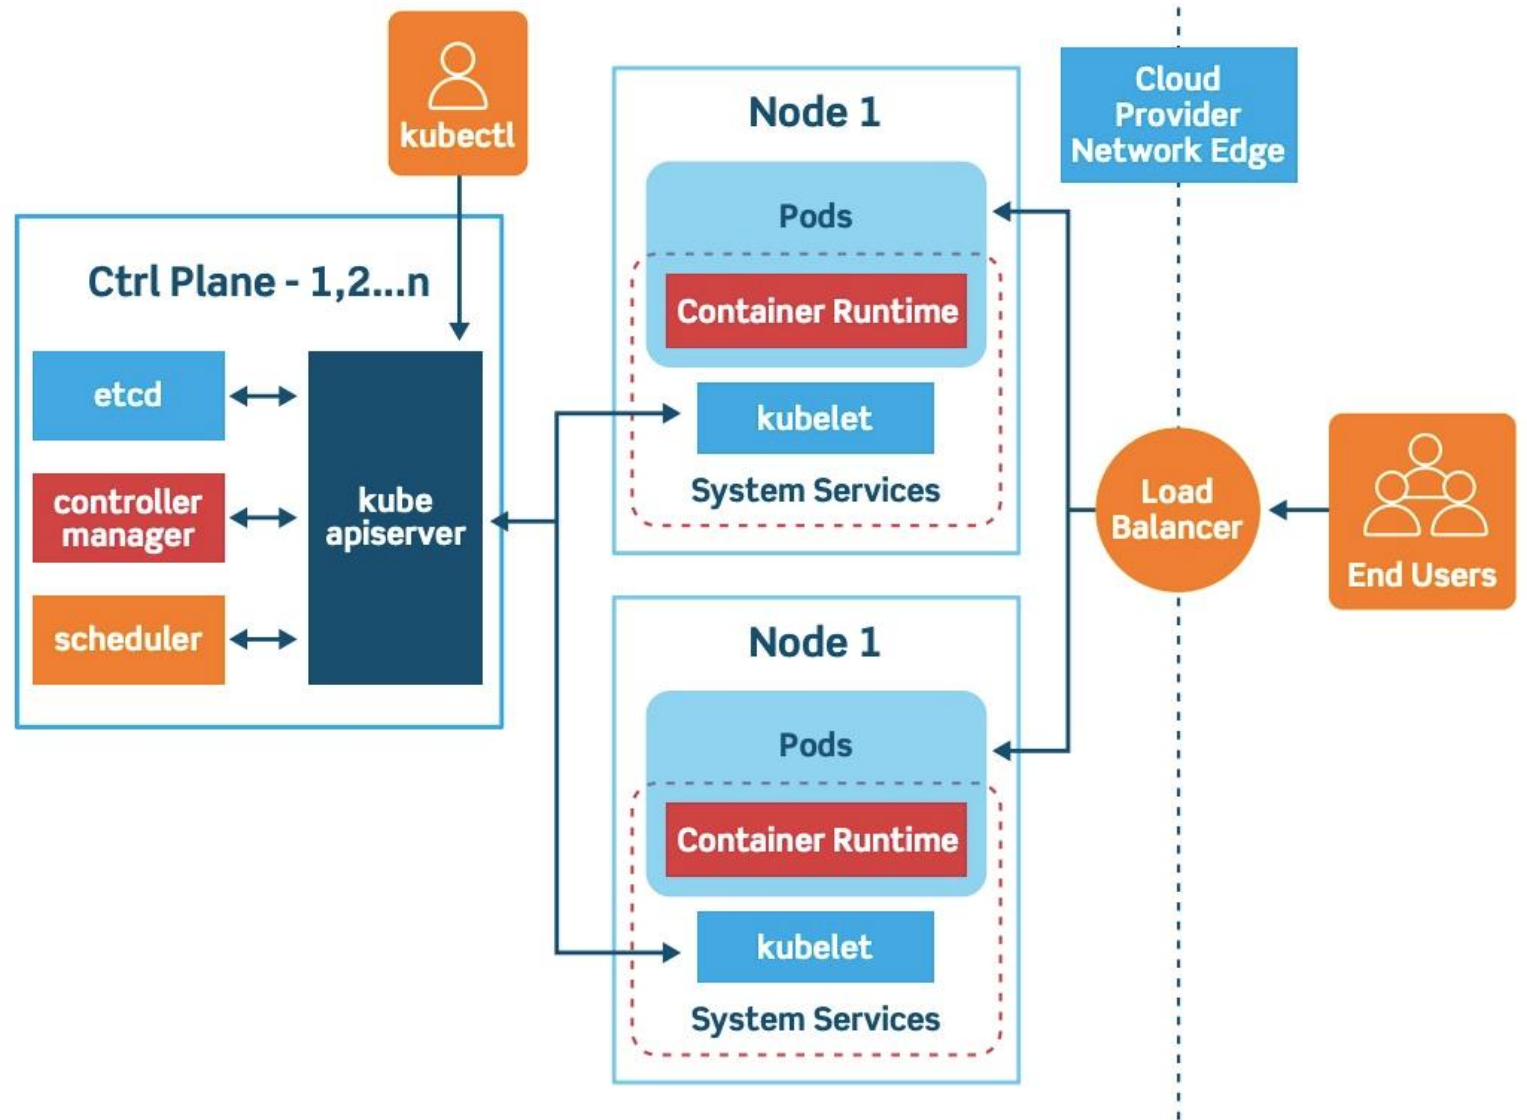 kubectl
Ctrl Plane - 1,2...n
etcd
controller
manager
scheduler
kube
apiserver
Node 1
Pods
Container Runtime
kubelet
System Services
Node 1
Pods
Container Runtime
kubelet
System Services
Cloud
Provider
Network Edge
Load
Balancer
End Users